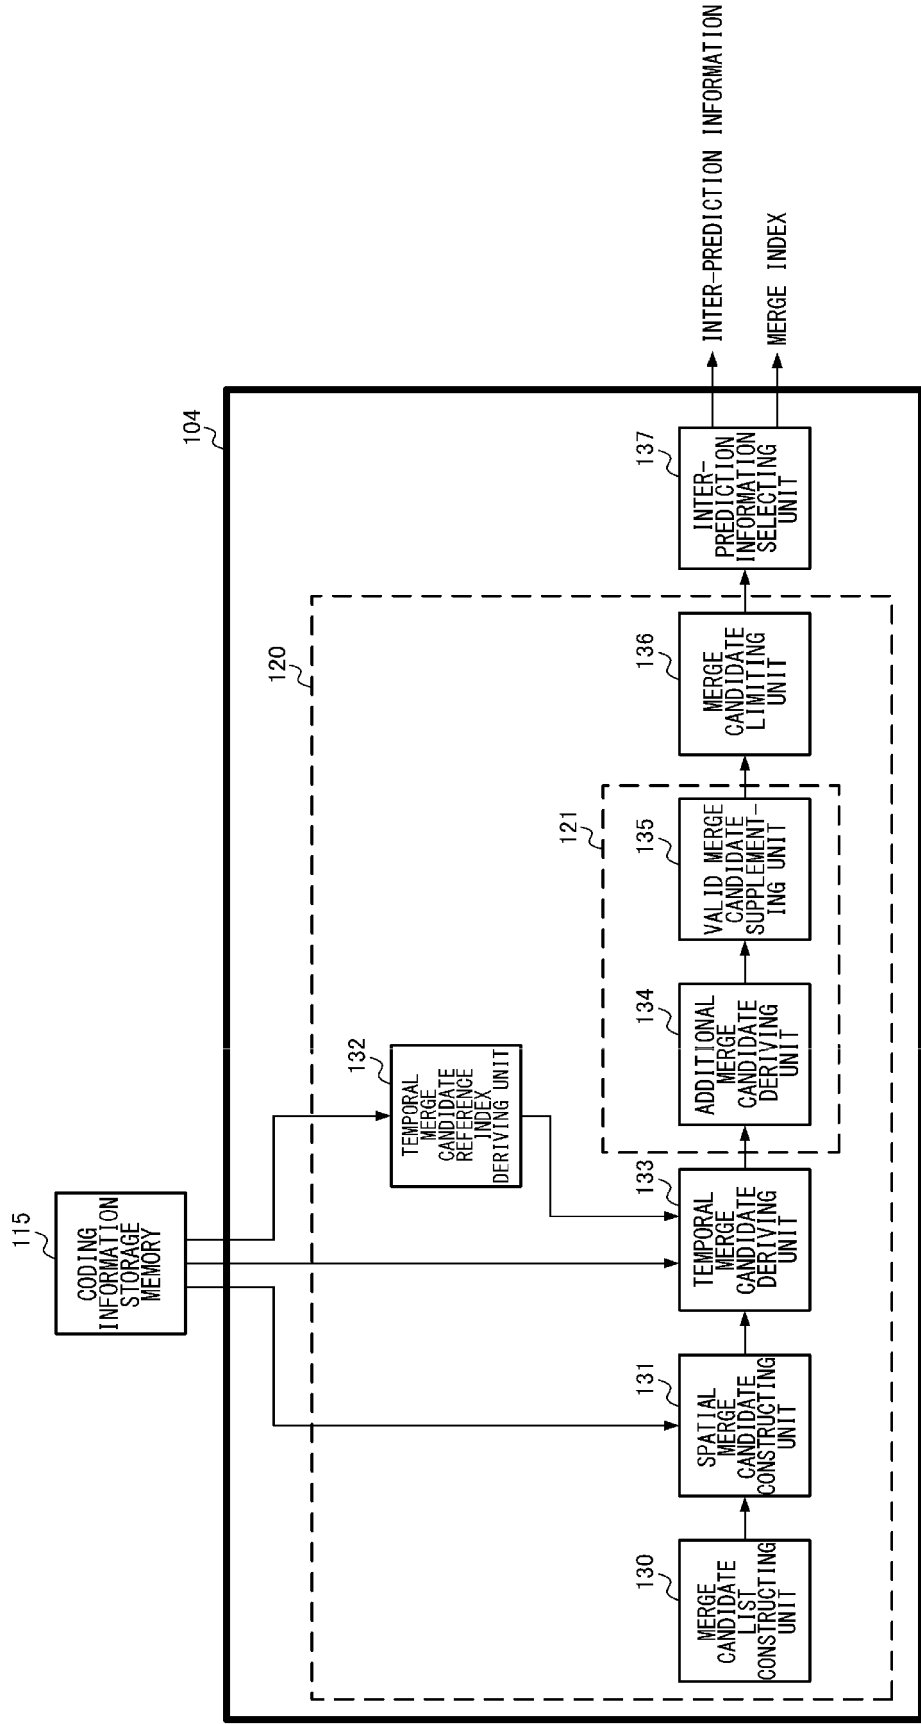 115
CODING
INFORMATION
STORAGE
MEMORY
104
120
132
TEMPORAL
MERGE
CANDIDATE
REFERENCE
INDEX
DERIVING UNIT
121
130
MERGE
CANDIDATE
LIST
CONSTRUCTING
UNIT
131
SPATIAL
MERGE
CANDIDATE
CONSTRUCTING
UNIT
133
TEMPORAL
MERGE
CANDIDATE
DERIVING
UNIT
134
ADDITIONAL
MERGE
CANDIDATE
DERIVING
UNIT
135
VALID MERGE
CANDIDATE
SUPPLEMENT-
ING UNIT
136
MERGE
CANDIDATE
LIMITING
UNIT
137
INTER-
PREDICTION
INFORMATION
SELECTING
UNIT
INTER-PREDICTION INFORMATION
MERGE INDEX